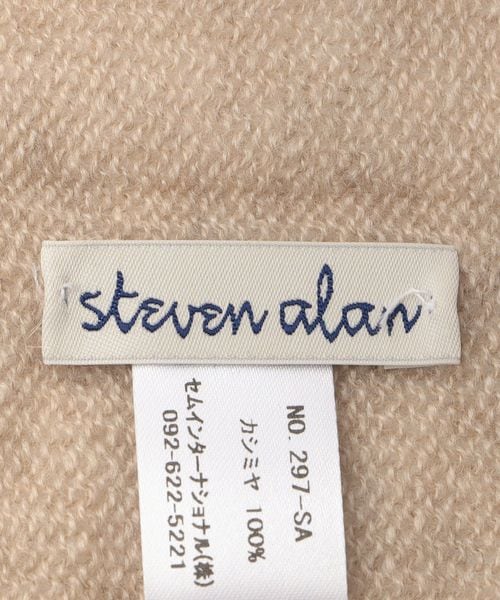 steven alan
NO. 297-SA
カシミヤ 100%
セムインターナショナル(株)
092-622-5221